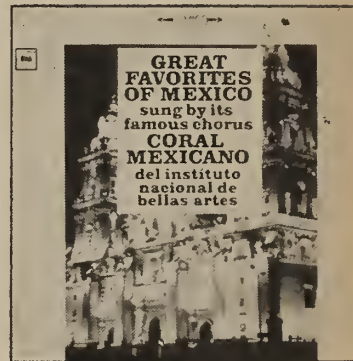 GREAT
FAVORITES
OF MEXICO
sung by its
famous chorus
CORAL
MEXICANO
del instituto
nacional de
bellas artes